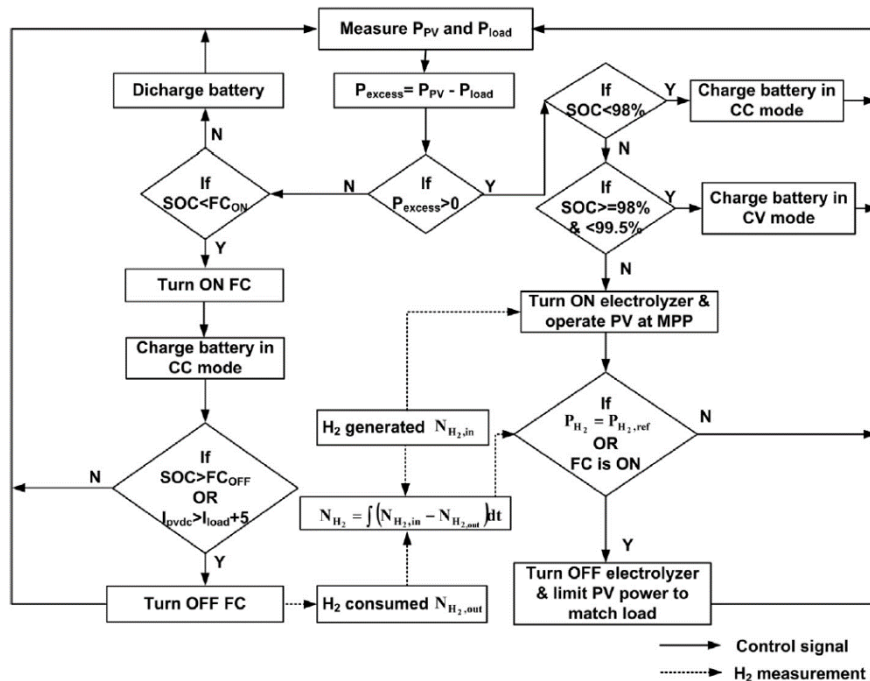 Measure P_PV and P_load
Dicharge battery
P_excess= P_PV - P_load
If
SOC<98%
Y
Charge battery in
CC mode
N
N
If
SOC<FC_ON
N
If
P_excess>0
Y
If
SOC>=98%
& <99.5%
Y
Charge battery in
CV mode
Y
N
Turn ON FC
Turn ON electrolyzer &
operate PV at MPP
Charge battery in
CC mode
If
P_H₂ = P_H₂,ref
OR
FC is ON
N
H₂ generated N_H₂,in
N
If
SOC>FC_OFF
OR
I_pvdc>I_load+5
N_H₂ = ∫(N_H₂,in − N_H₂,out)dt
Y
Y
Turn OFF FC
H₂ consumed N_H₂,out
Turn OFF electrolyzer
& limit PV power to
match load
Control signal
H₂ measurement